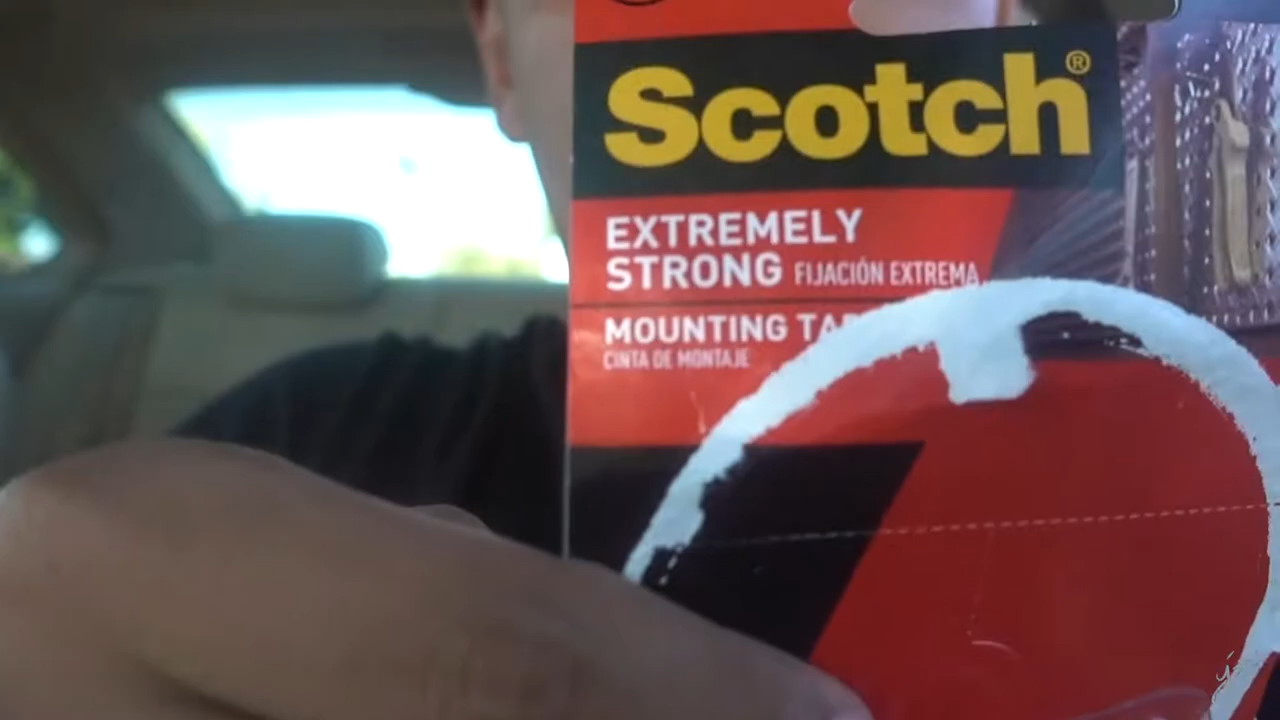 Scotch®
EXTREMELY
STRONG FIJACIÓN EXTREMA
MOUNTING
CINTA DE MONTAJE